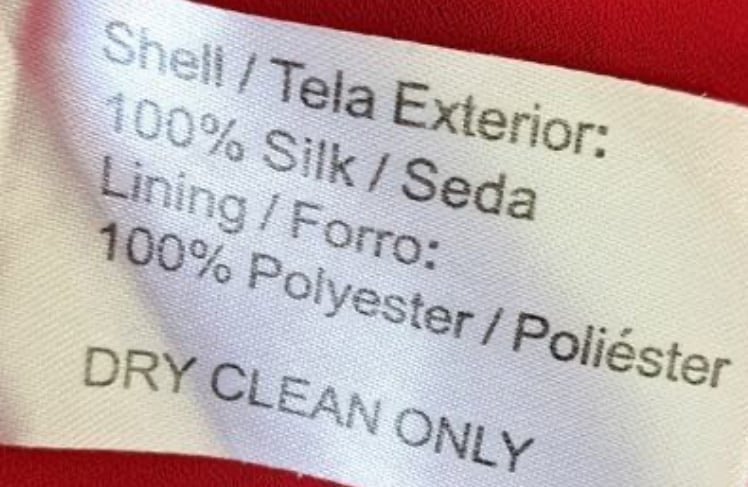 Shell / Tela Exterior:
100% Silk / Seda
Lining / Forro:
100% Polyester / Poliéster
DRY CLEAN ONLY